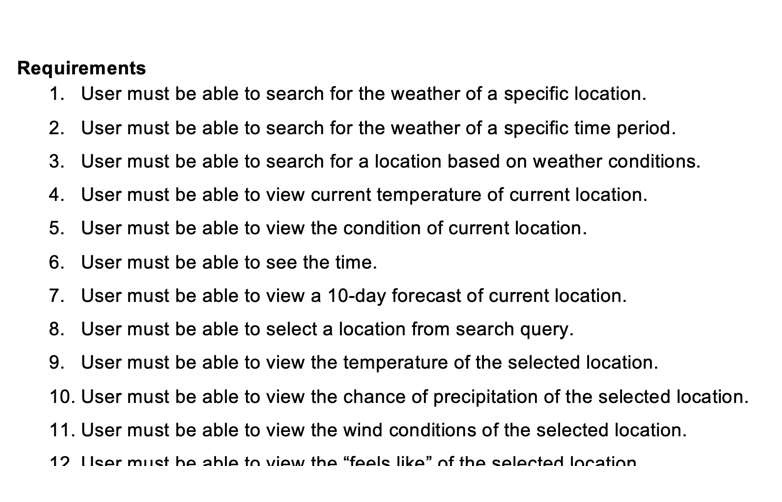 Requirements
1. User must be able to search for the weather of a specific location.
2. User must be able to search for the weather of a specific time period.
3. User must be able to search for a location based on weather conditions.
4. User must be able to view current temperature of current location.
5. User must be able to view the condition of current location.
6. User must be able to see the time.
7. User must be able to view a 10-day forecast of current location.
8. User must be able to select a location from search query.
9. User must be able to view the temperature of the selected location.
10. User must be able to view the chance of precipitation of the selected location.
11. User must be able to view the wind conditions of the selected location.
12. User must be able to view the “feels like” of the selected location